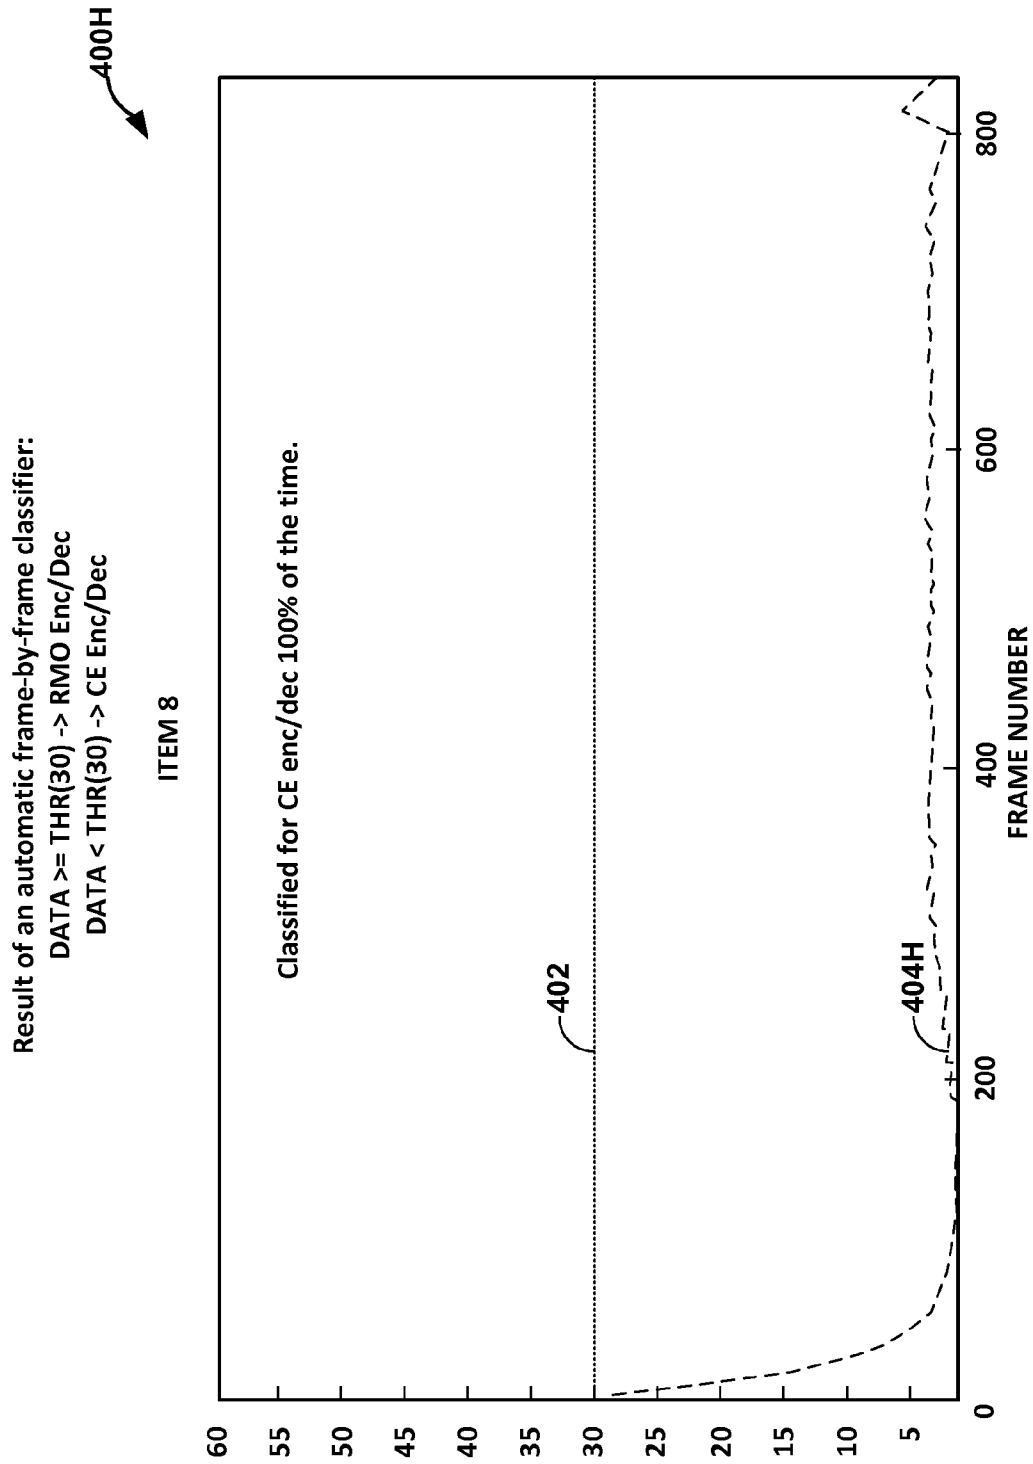 Result of an automatic frame-by-frame classifier:
DATA >= THR(30) -> RMO Enc/Dec
DATA < THR(30) -> CE Enc/Dec
400H
ITEM 8
Classified for CE enc/dec 100% of the time.
402
404H
60
55
50
45
40
35
30
25
20
15
10
5
0
200
400
600
800
FRAME NUMBER